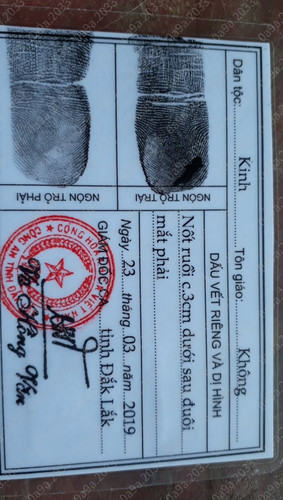 Dân tộc: Kinh Tôn giáo: Không
DẤU VẾT RIÊNG VÀ DỊ HÌNH
NGÓN TRỎ TRÁI
Nốt ruồi c.3cm dưới sau đuôi
mắt phải
NGÓN TRỎ PHẢI
Ngày 23 tháng 03 năm 2019
GIÁM ĐỐC CA tỉnh Đắk Lắk